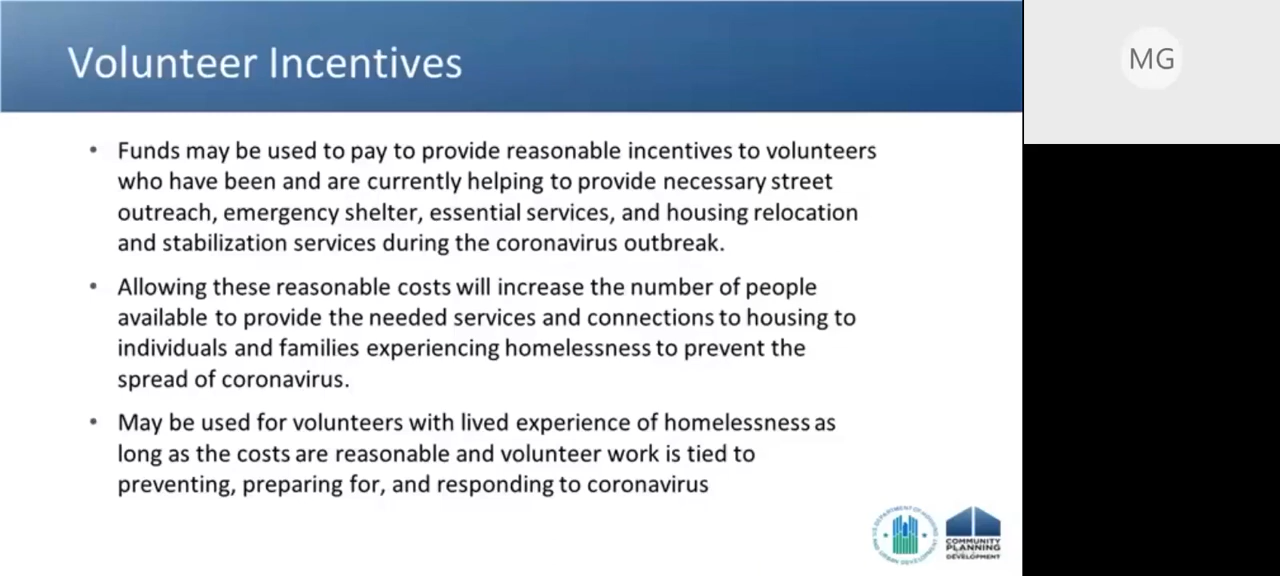 Volunteer Incentives
MG
• Funds may be used to pay to provide reasonable incentives to volunteers
who have been and are currently helping to provide necessary street
outreach, emergency shelter, essential services, and housing relocation
and stabilization services during the coronavirus outbreak.
• Allowing these reasonable costs will increase the number of people
available to provide the needed services and connections to housing to
individuals and families experiencing homelessness to prevent the
spread of coronavirus.
• May be used for volunteers with lived experience of homelessness as
long as the costs are reasonable and volunteer work is tied to
preventing, preparing for, and responding to coronavirus
COMMUNITY
PLANNING
DEVELOPMENT